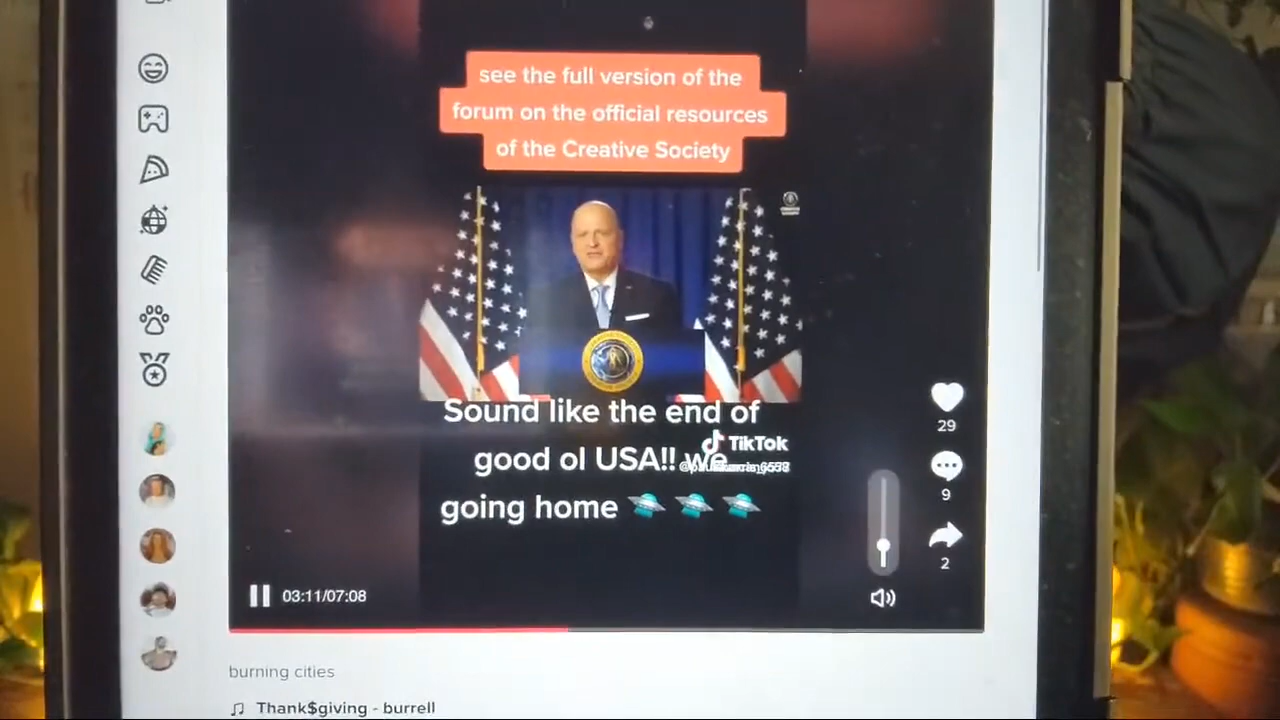 see the full version of the
forum on the official resources
of the Creative Society
Sound like the end of
good ol USA!! we
TikTok
going home
29
9
2
03:11/07:08
burning cities
Thank$giving - burrell